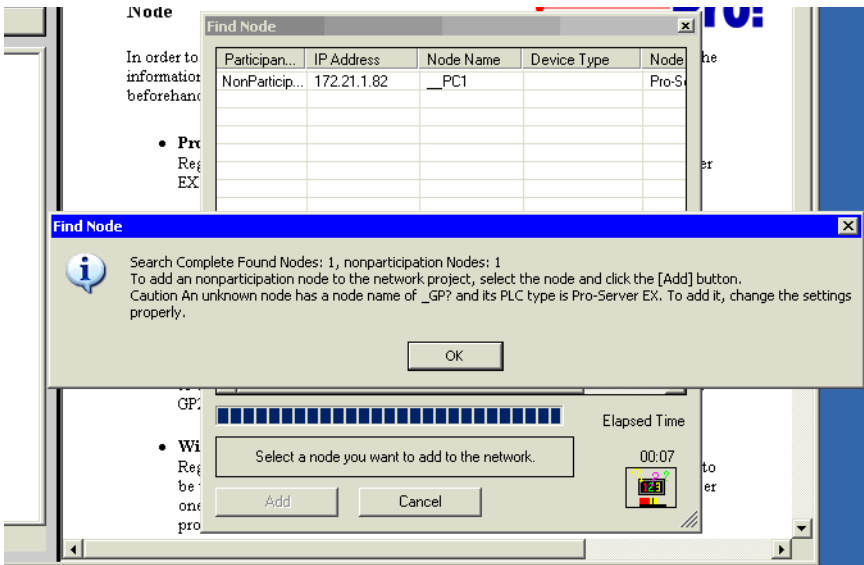 Node
Pro!
Find Node
In order to
he
information
beforehand
Participan... IP Address Node Name Device Type Node
NonParticip... 172.21.1.82 __PC1 Pro-S
Reg
er
EX
Find Node
Search Complete Found Nodes: 1, nonparticipation Nodes: 1
To add an nonparticipation node to the network project, select the node and click the [Add] button.
Caution An unknown node has a node name of _GP? and its PLC type is Pro-Server EX. To add it, change the settings
properly.
OK
GP
Elapsed Time
Wi
Select a node you want to add to the network.
00:07
Reg
to
be
er
Add Cancel
one
pro